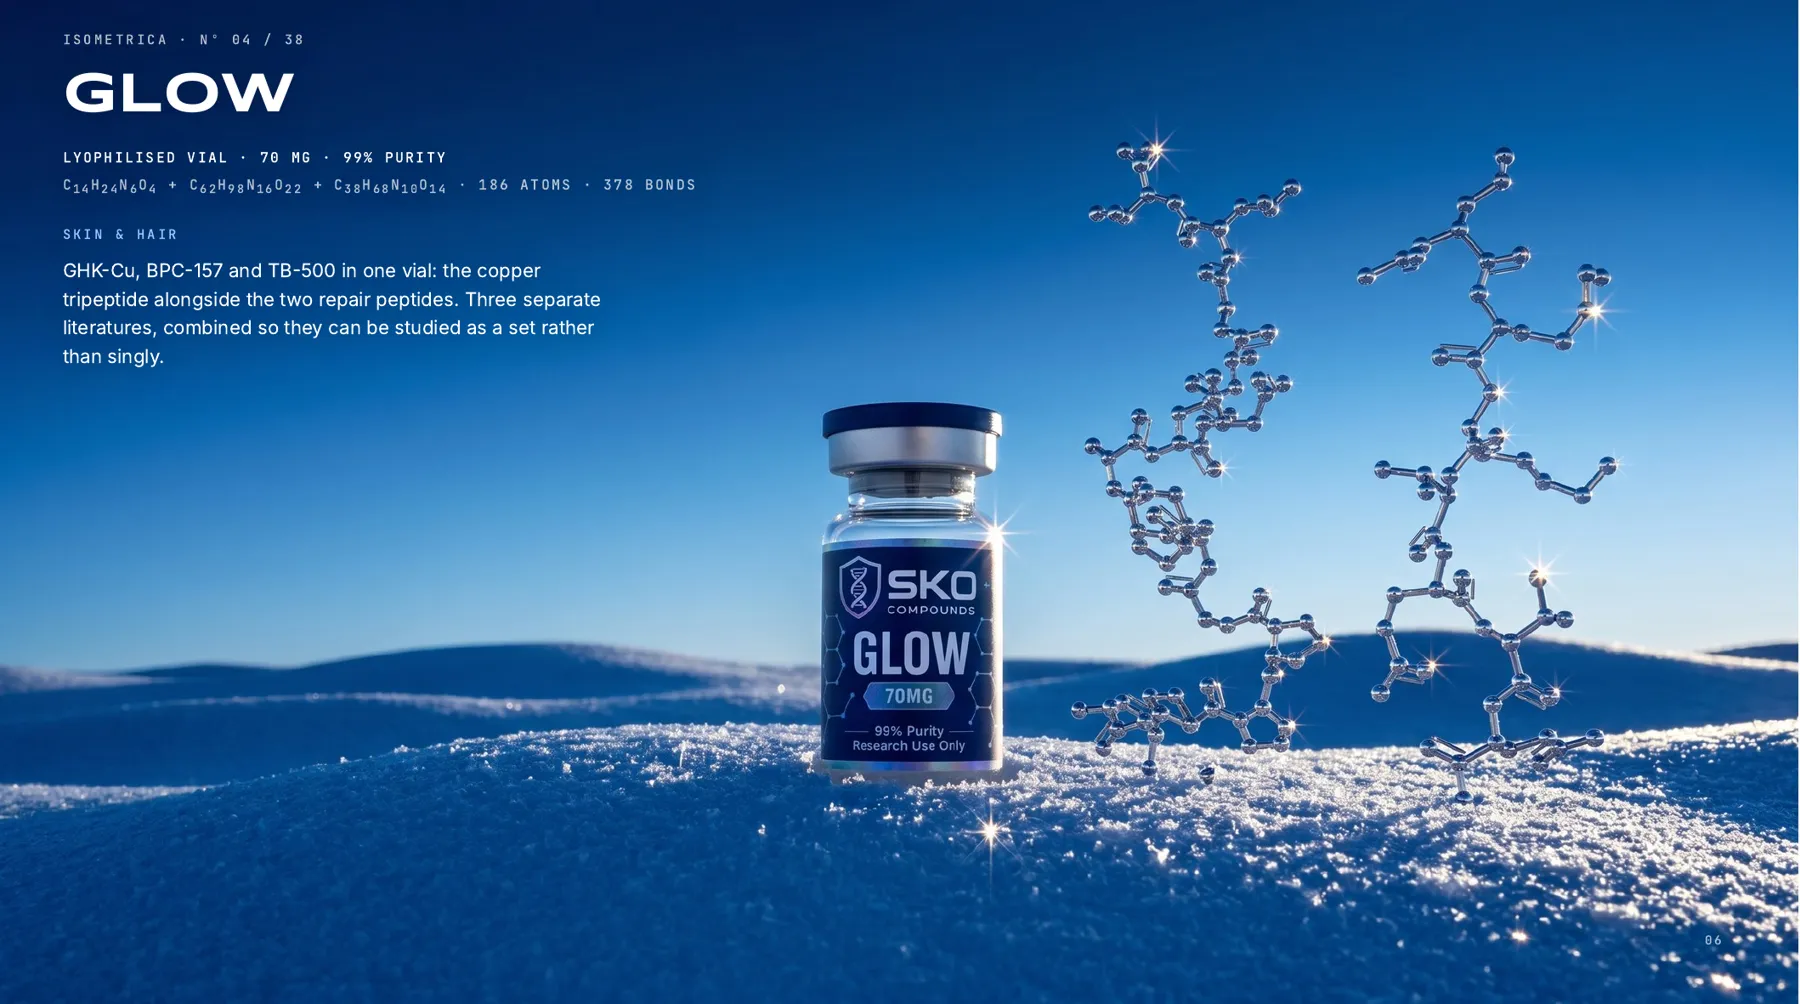 ISOMETRICA · N° 04 / 38
GLOW
LYOPHILISED VIAL · 70 MG · 99% PURITY
C₁₄H₂₄N₆O₄ + C₆₂H₉₈N₁₆O₂₂ + C₃₈H₆₈N₁₀O₁₄ · 186 ATOMS · 378 BONDS
SKIN & HAIR
GHK-Cu, BPC-157 and TB-500 in one vial: the copper
tripeptide alongside the two repair peptides. Three separate
literatures, combined so they can be studied as a set rather
than singly.
SKO
COMPOUNDS
GLOW
70MG
99% Purity
Research Use Only
06